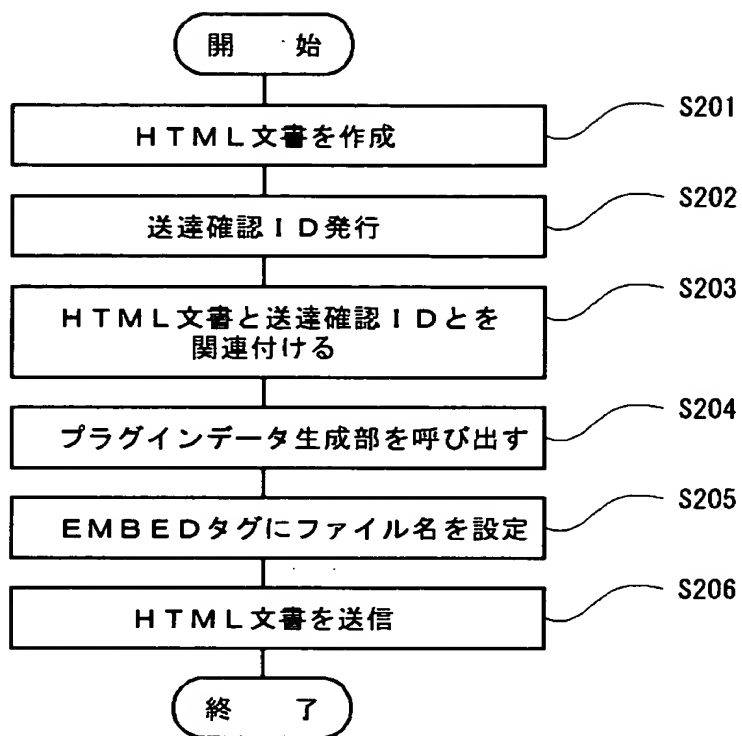 開 始
HTML文書を作成
S201
送達確認ID発行
S202
HTML文書と送達確認IDとを
関連付ける
S203
プラグインデータ生成部を呼び出す
S204
EMBEDタグにファイル名を設定
S205
HTML文書を送信
S206
終 了